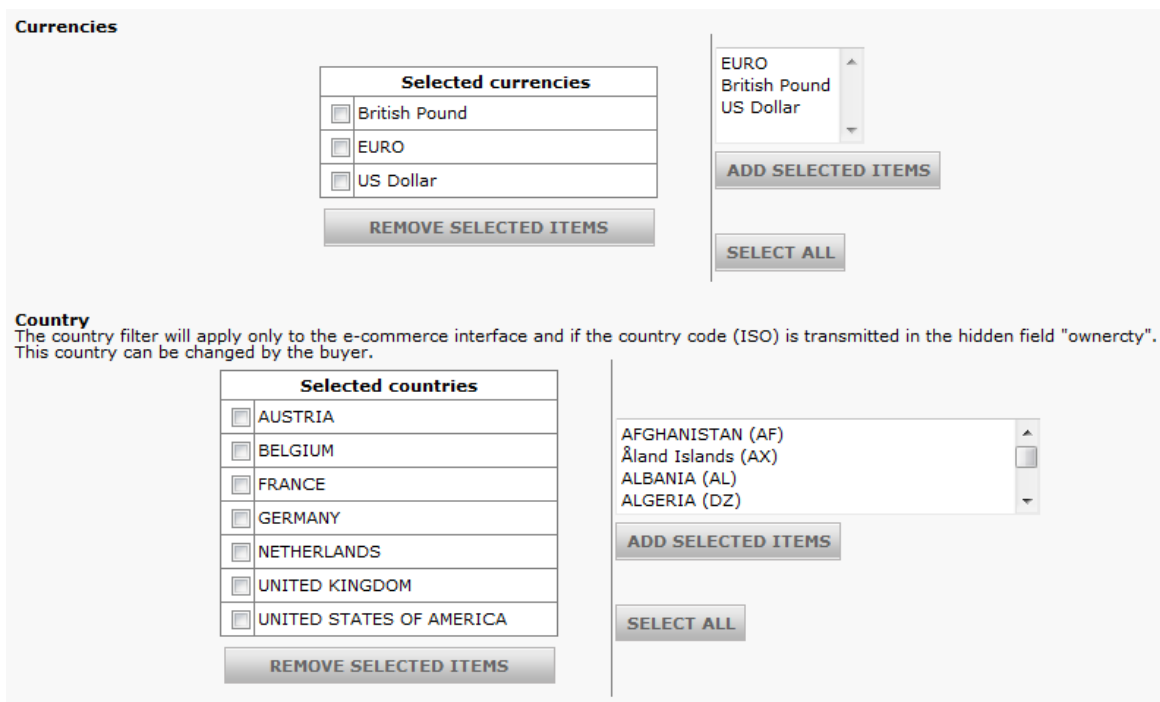 Currencies
Selected currencies
British Pound
EURO
US Dollar
REMOVE SELECTED ITEMS
EURO
British Pound
US Dollar
ADD SELECTED ITEMS
SELECT ALL
Country
The country filter will apply only to the e-commerce interface and if the country code (ISO) is transmitted in the hidden field "ownercty".
This country can be changed by the buyer.
Selected countries
AUSTRIA
BELGIUM
FRANCE
GERMANY
NETHERLANDS
UNITED KINGDOM
UNITED STATES OF AMERICA
REMOVE SELECTED ITEMS
AFGHANISTAN (AF)
Åland Islands (AX)
ALBANIA (AL)
ALGERIA (DZ)
ADD SELECTED ITEMS
SELECT ALL